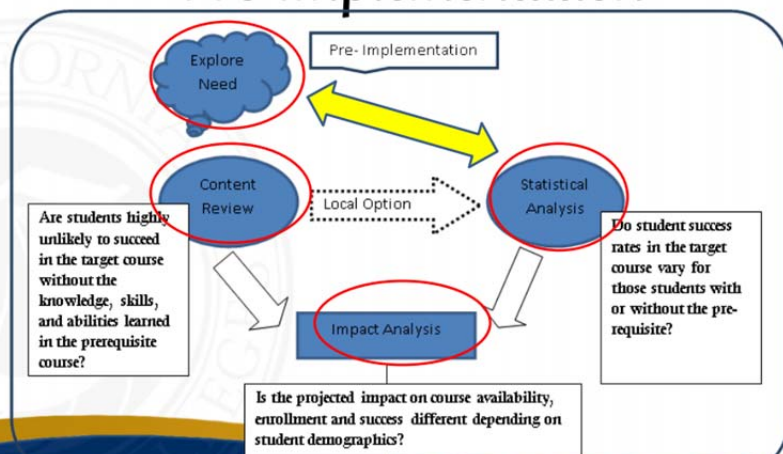 Explore
Need
Pre- Implementation
Content
Review
Local Option
Statistical
Analysis
Are students highly
unlikely to succeed
in the target course
without the
knowledge, skills,
and abilities learned
in the prerequisite
course?
Do student success
rates in the target
course vary for
those students with
or without the pre-
requisite?
Impact Analysis
Is the projected impact on course availability,
enrollment and success different depending on
student demographics?